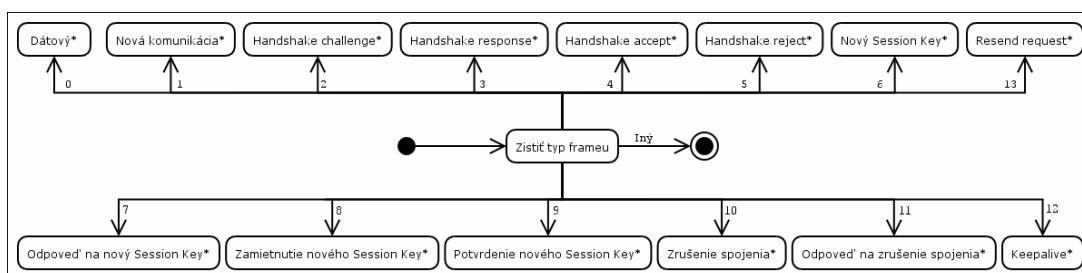 Dátový*
Nová komunikácia*
Handshake challenge*
Handshake response*
Handshake accept*
Handshake reject*
Nový Session Key*
Resend request*
0
1
2
3
4
5
6
13
Zistiť typ frameu
Iný
7
8
9
10
11
12
Odpoveď na nový Session Key*
Zamietnutie nového Session Key*
Potvrdenie nového Session Key*
Zrušenie spojenia*
Odpoveď na zrušenie spojenia*
Keepalive*